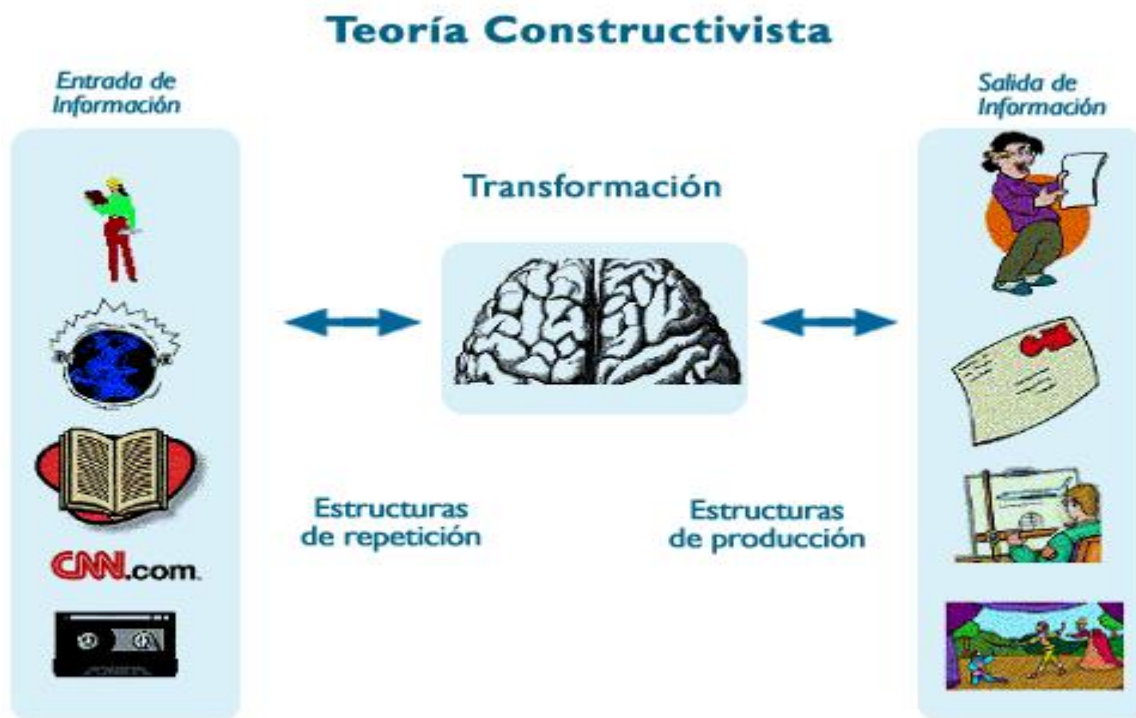 Teoría Constructivista
Entrada de
Información
Salida de
Información
Transformación
Estructuras
de repetición
Estructuras
de producción
CNN.com